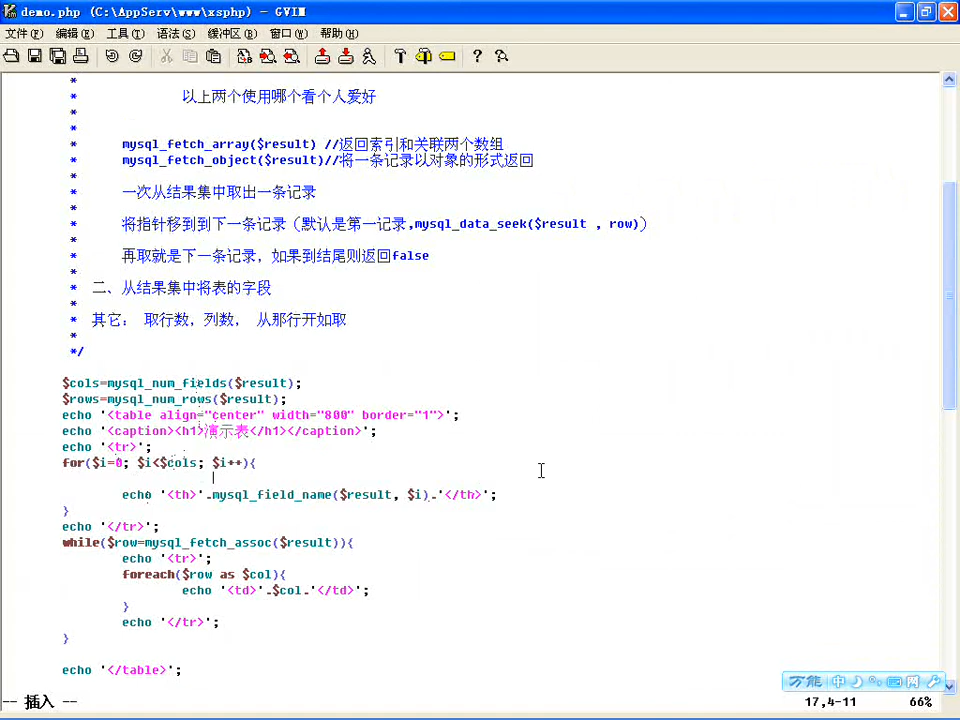 demo.php (C:\AppServ\www\xsphp) - GVIM
文件(F) 编辑(E) 工具(T) 语法(S) 缓冲区(B) 窗口(W) 帮助(H)
*
* 以上两个使用哪个看个人爱好
*
*
* mysql_fetch_array($result) //返回索引和关联两个数组
* mysql_fetch_object($result)//将一条记录以对象的形式返回
*
* 一次从结果集中取出一条记录
*
* 将指针移到到下一条记录（默认是第一记录,mysql_data_seek($result , row)）
*
* 再取就是下一条记录，如果到结尾则返回false
*
* 二、从结果集中将表的字段
*
* 其它： 取行数，列数， 从那行开如取
*
*/
$cols=mysql_num_fields($result);
$rows=mysql_num_rows($result);
echo '<table align="center" width="800" border="1">';
echo '<caption><h1>演示表</h1></caption>';
echo '<tr>';
for($i=0; $i<$cols; $i++){
echo '<th>'.mysql_field_name($result, $i).'</th>';
}
echo '</tr>';
while($row=mysql_fetch_assoc($result)){
echo '<tr>';
foreach($row as $col){
echo '<td>'.$col.'</td>';
}
echo '</tr>';
}
echo '</table>';
万能 中 网
-- 插入 -- 17,4-11 66%